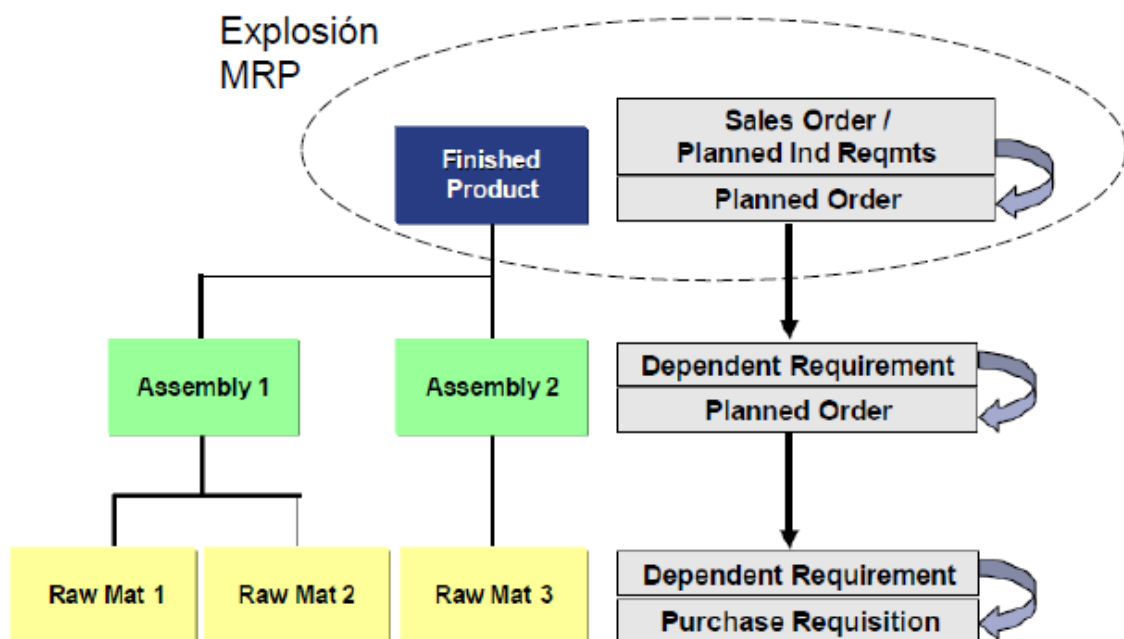 Explosión
MRP
Finished
Product
Sales Order /
Planned Ind Reqmts
Planned Order
Assembly 1
Assembly 2
Dependent Requirement
Planned Order
Raw Mat 1
Raw Mat 2
Raw Mat 3
Dependent Requirement
Purchase Requisition